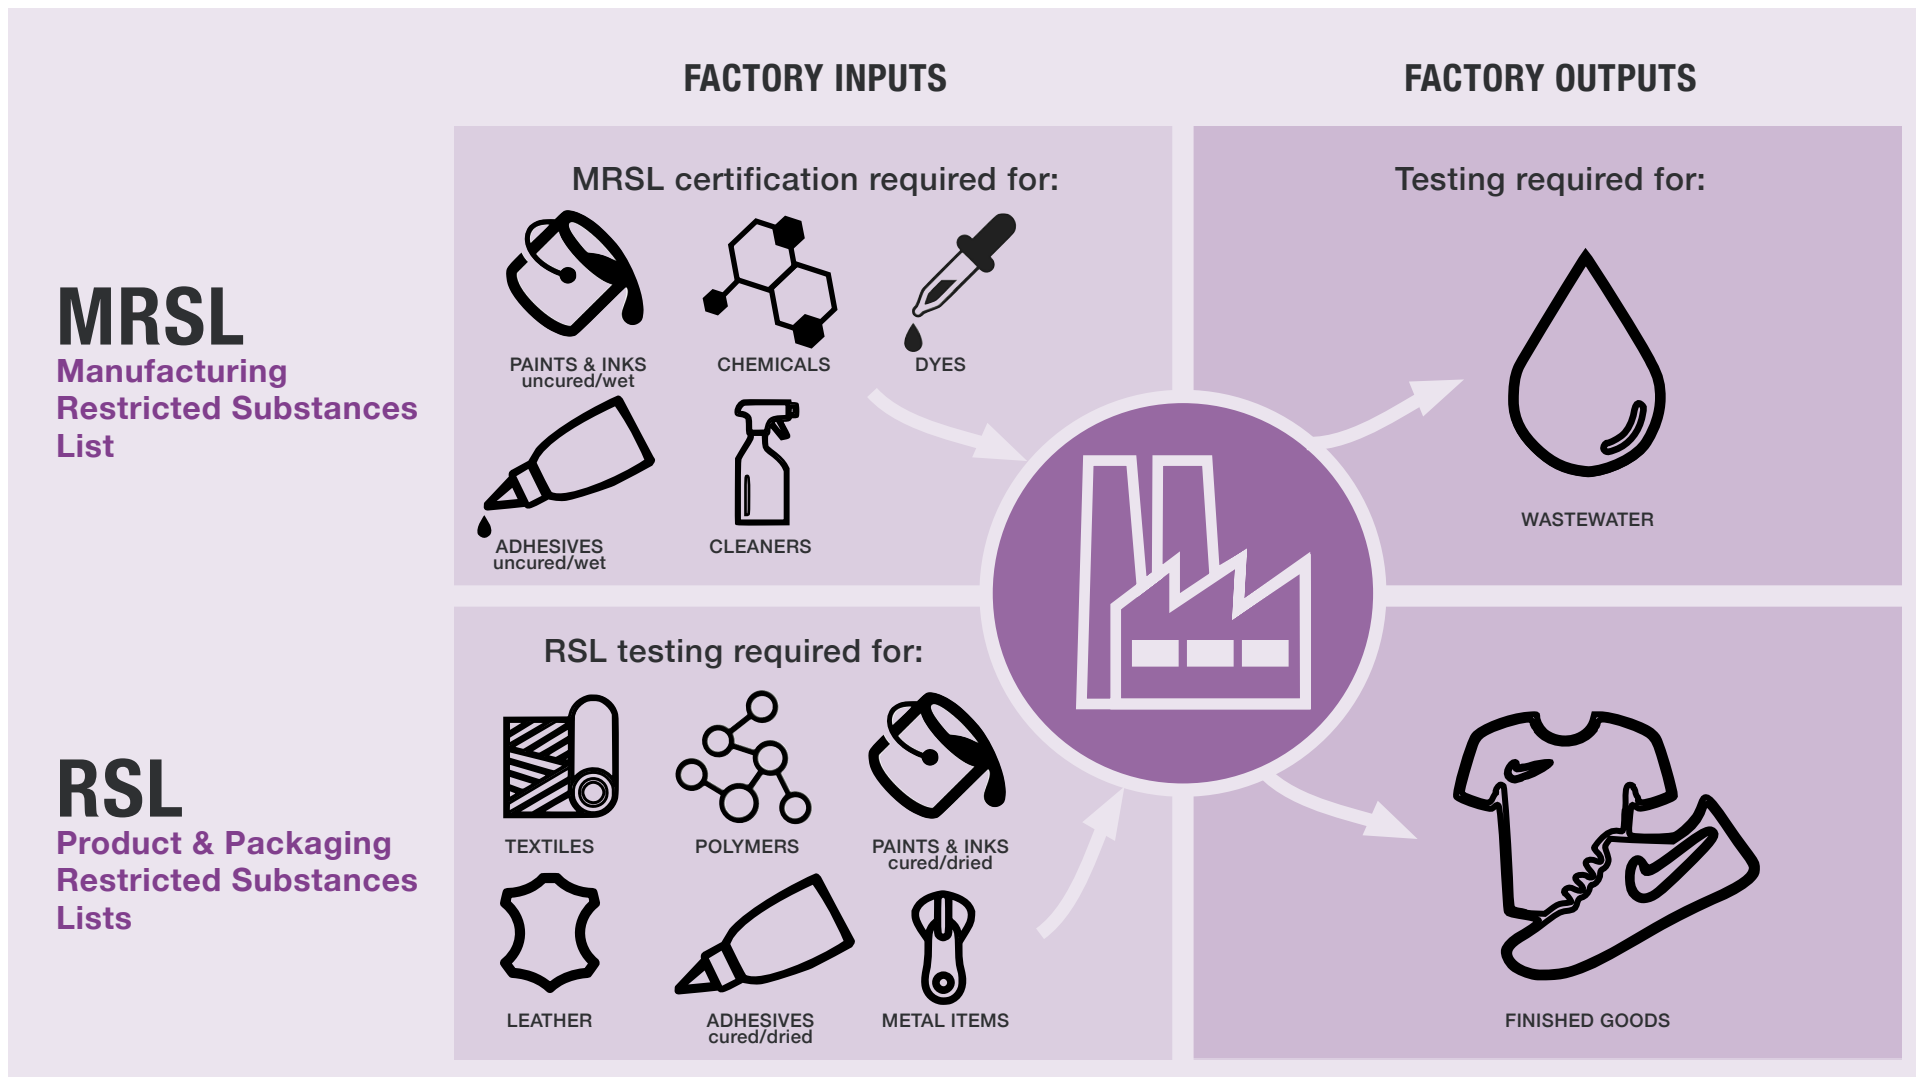 FACTORY INPUTS
FACTORY OUTPUTS
MRSL
Manufacturing
Restricted Substances
List
MRSL certification required for:
PAINTS & INKS
uncured/wet
CHEMICALS
DYES
ADHESIVES
uncured/wet
CLEANERS
Testing required for:
WASTEWATER
RSL
Product & Packaging
Restricted Substances
Lists
RSL testing required for:
TEXTILES
POLYMERS
PAINTS & INKS
cured/dried
LEATHER
ADHESIVES
cured/dried
METAL ITEMS
FINISHED GOODS